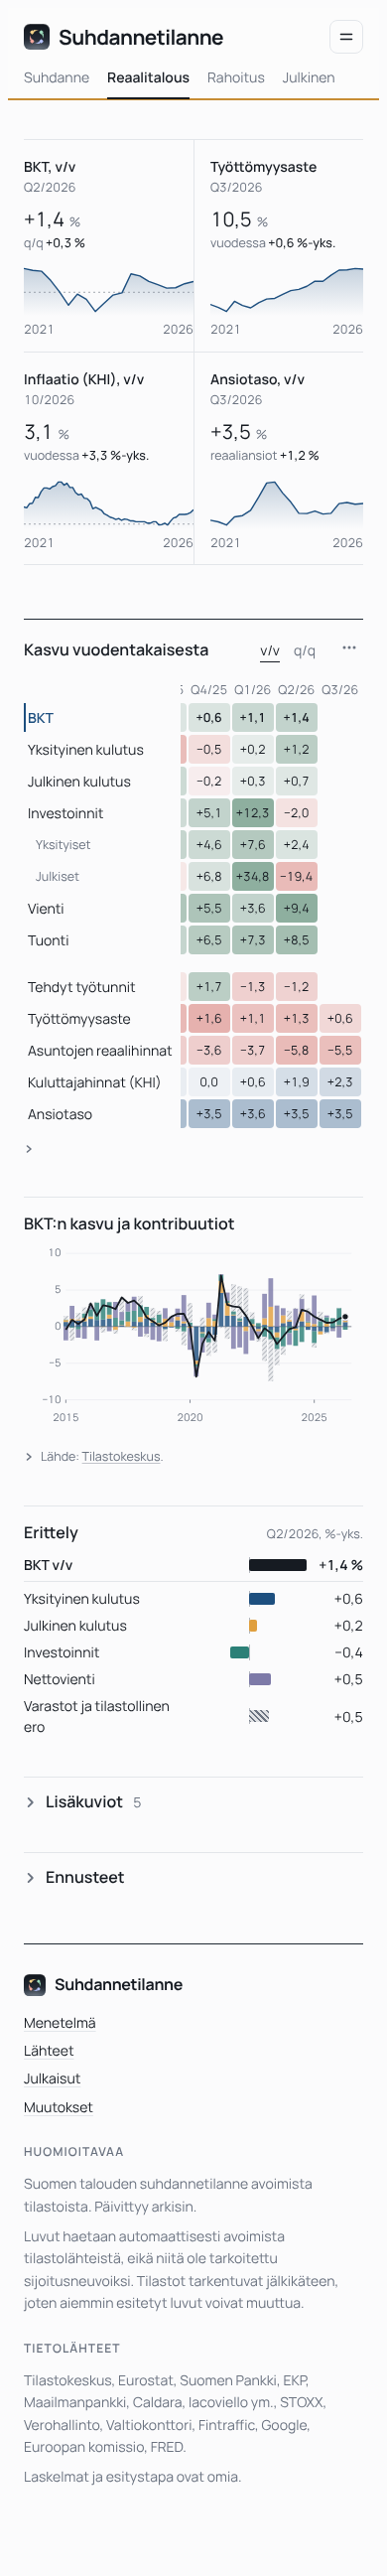 Suhdannetilanne
Suhdanne Reaalitalous Rahoitus Julkinen
BKT, v/v
Q2/2026
+1,4 %
q/q +0,3 %
2021 2026
Työttömyysaste
Q3/2026
10,5 %
vuodessa +0,6 %-yks.
2021 2026
Inflaatio (KHI), v/v
10/2026
3,1 %
vuodessa +3,3 %-yks.
2021 2026
Ansiotaso, v/v
Q3/2026
+3,5 %
reaaliansiot +1,2 %
2021 2026
Kasvu vuodentakaisesta v/v q/q ···
5 Q4/25 Q1/26 Q2/26 Q3/26
BKT +0,6 +1,1 +1,4
Yksityinen kulutus −0,5 +0,2 +1,2
Julkinen kulutus −0,2 +0,3 +0,7
Investoinnit +5,1 +12,3 −2,0
Yksityiset +4,6 +7,6 +2,4
Julkiset +6,8 +34,8 −19,4
Vienti +5,5 +3,6 +9,4
Tuonti +6,5 +7,3 +8,5
Tehdyt työtunnit +1,7 −1,3 −1,2
Työttömyysaste +1,6 +1,1 +1,3 +0,6
Asuntojen reaalihinnat −3,6 −3,7 −5,8 −5,5
Kuluttajahinnat (KHI) 0,0 +0,6 +1,9 +2,3
Ansiotaso +3,5 +3,6 +3,5 +3,5
BKT:n kasvu ja kontribuutiot
10
5
0
−5
−10
2015 2020 2025
Lähde: Tilastokeskus.
Erittely Q2/2026, %-yks.
BKT v/v +1,4 %
Yksityinen kulutus +0,6
Julkinen kulutus +0,2
Investoinnit −0,4
Nettovienti +0,5
Varastot ja tilastollinen
ero +0,5
Lisäkuviot 5
Ennusteet
Suhdannetilanne
Menetelmä
Lähteet
Julkaisut
Muutokset
HUOMIOITAVAA
Suomen talouden suhdannetilanne avoimista
tilastoista. Päivittyy arkisin.
Luvut haetaan automaattisesti avoimista
tilastolähteistä, eikä niitä ole tarkoitettu
sijoitusneuvoiksi. Tilastot tarkentuvat jälkikäteen,
joten aiemmin esitetyt luvut voivat muuttua.
TIETOLÄHTEET
Tilastokeskus, Eurostat, Suomen Pankki, EKP,
Maailmanpankki, Caldara, Iacoviello ym., STOXX,
Verohallinto, Valtiokonttori, Fintraffic, Google,
Euroopan komissio, FRED.
Laskelmat ja esitystapa ovat omia.